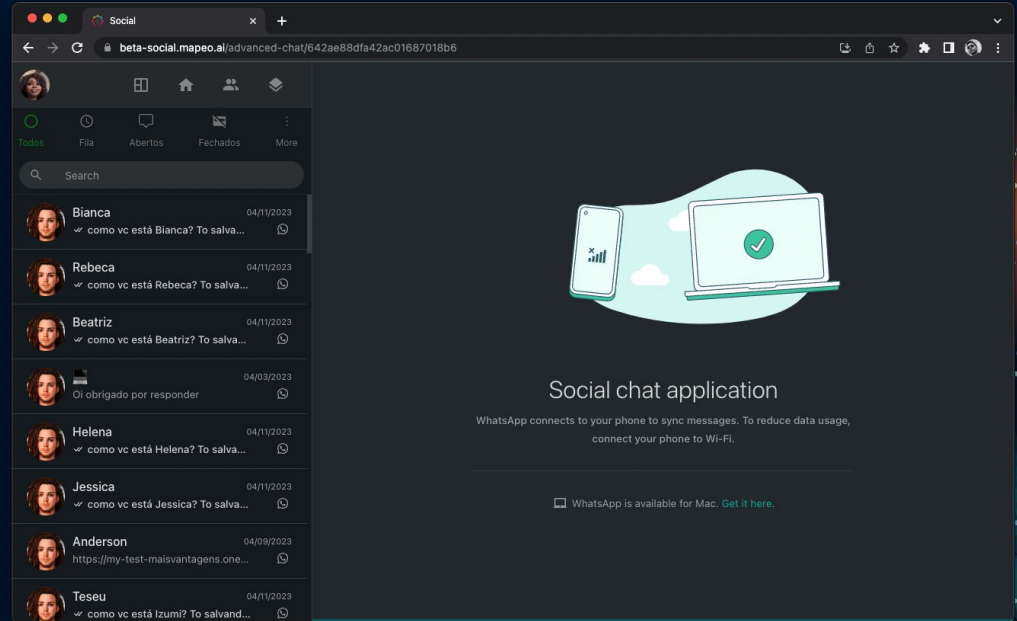 Social
beta-social.mapeo.ai/advanced-chat/642ae88dfa42ac01687018b6
Todos
Fila
Abertos
Fechados
More
Search
Bianca
04/11/2023
como vc está Bianca? To salva...
Rebeca
04/11/2023
como vc está Rebeca? To salva...
Beatriz
04/11/2023
como vc está Beatriz? To salva...
04/03/2023
Oi obrigado por responder
Helena
04/11/2023
como vc está Helena? To salva...
Jessica
04/11/2023
como vc está Jessica? To salva...
Anderson
04/09/2023
https://my-test-maisvantagens.one...
Teseu
04/11/2023
como vc está Izumi? To salvand...
Social chat application
WhatsApp connects to your phone to sync messages. To reduce data usage,
connect your phone to Wi-Fi.
WhatsApp is available for Mac. Get it here.